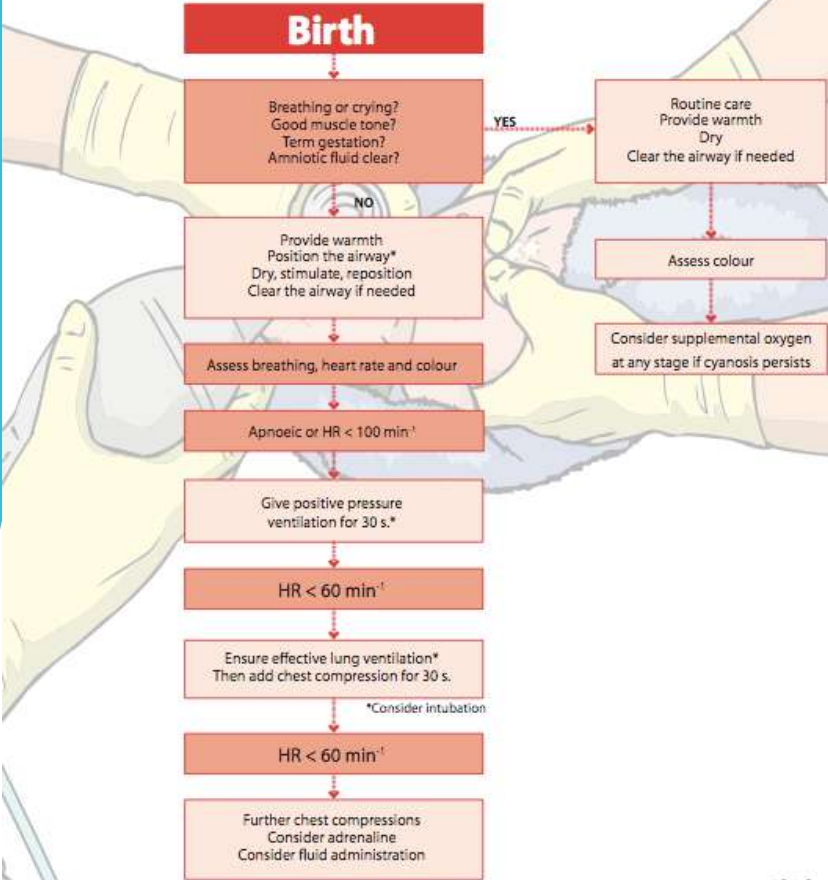 Birth
Breathing or crying?
Good muscle tone?
Term gestation?
Amniotic fluid clear?
YES
Routine care
Provide warmth
Dry
Clear the airway if needed
NO
Provide warmth
Position the airway*
Dry, stimulate, reposition
Clear the airway if needed
Assess colour
Consider supplemental oxygen
at any stage if cyanosis persists
Assess breathing, heart rate and colour
Apnoeic or HR < 100 min⁻¹
Give positive pressure
ventilation for 30 s.*
HR < 60 min⁻¹
Ensure effective lung ventilation*
Then add chest compression for 30 s.
*Consider intubation
HR < 60 min⁻¹
Further chest compressions
Consider adrenaline
Consider fluid administration